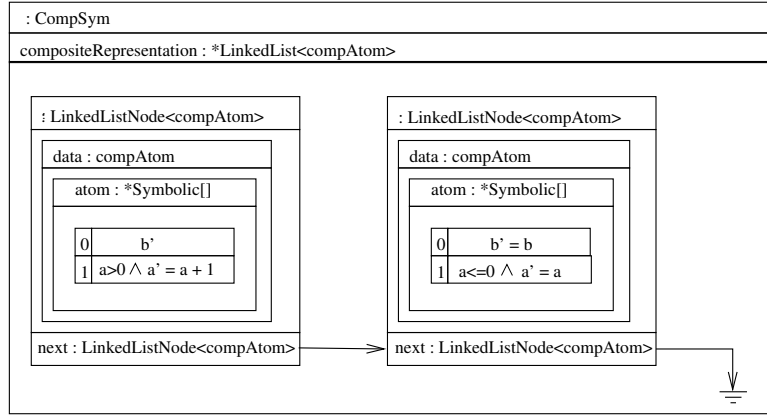 : CompSym
compositeRepresentation : *LinkedList<compAtom>
: LinkedListNode<compAtom>
data : compAtom
atom : *Symbolic[]
0 b’
1 a>0 ∧ a’ = a + 1
next : LinkedListNode<compAtom>
: LinkedListNode<compAtom>
data : compAtom
atom : *Symbolic[]
0 b’ = b
1 a<=0 ∧ a’ = a
next : LinkedListNode<compAtom>